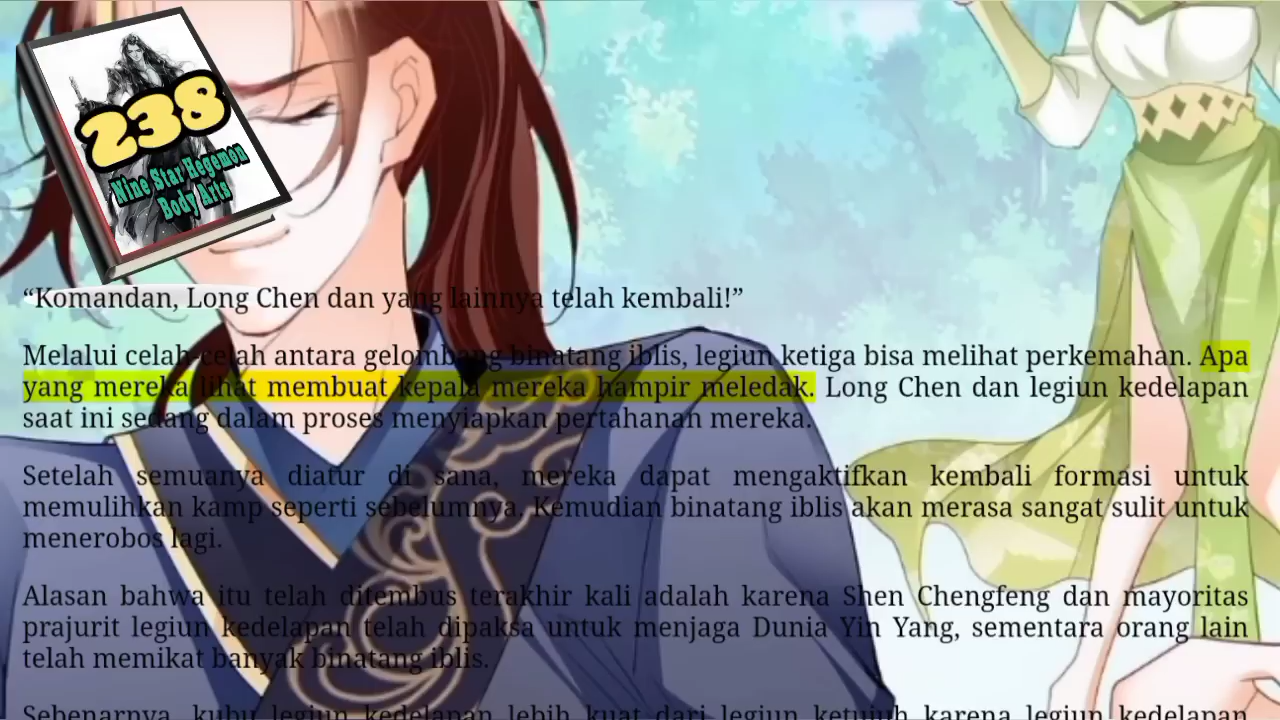 238
Nine Star Hegemon
Body Arts
“Komandan, Long Chen dan yang lainnya telah kembali!”
Melalui celah-celah antara gelombang binatang iblis, legiun ketiga bisa melihat perkemahan. Apa
yang mereka lihat membuat kepala mereka hampir meledak. Long Chen dan legiun kedelapan
saat ini sedang dalam proses menyiapkan pertahanan mereka.
Setelah semuanya diatur di sana, mereka dapat mengaktifkan kembali formasi untuk
memulihkan kamp seperti sebelumnya. Kemudian binatang iblis akan merasa sangat sulit untuk
menerobos lagi.
Alasan bahwa itu telah ditembus terakhir kali adalah karena Shen Chengfeng dan mayoritas
prajurit legiun kedelapan telah dipaksa untuk menjaga Dunia Yin Yang, sementara orang lain
telah memikat banyak binatang iblis.
Sebenarnya, kubu legiun kedelapan lebih kuat dari legiun ketujuh karena legiun kedelapan